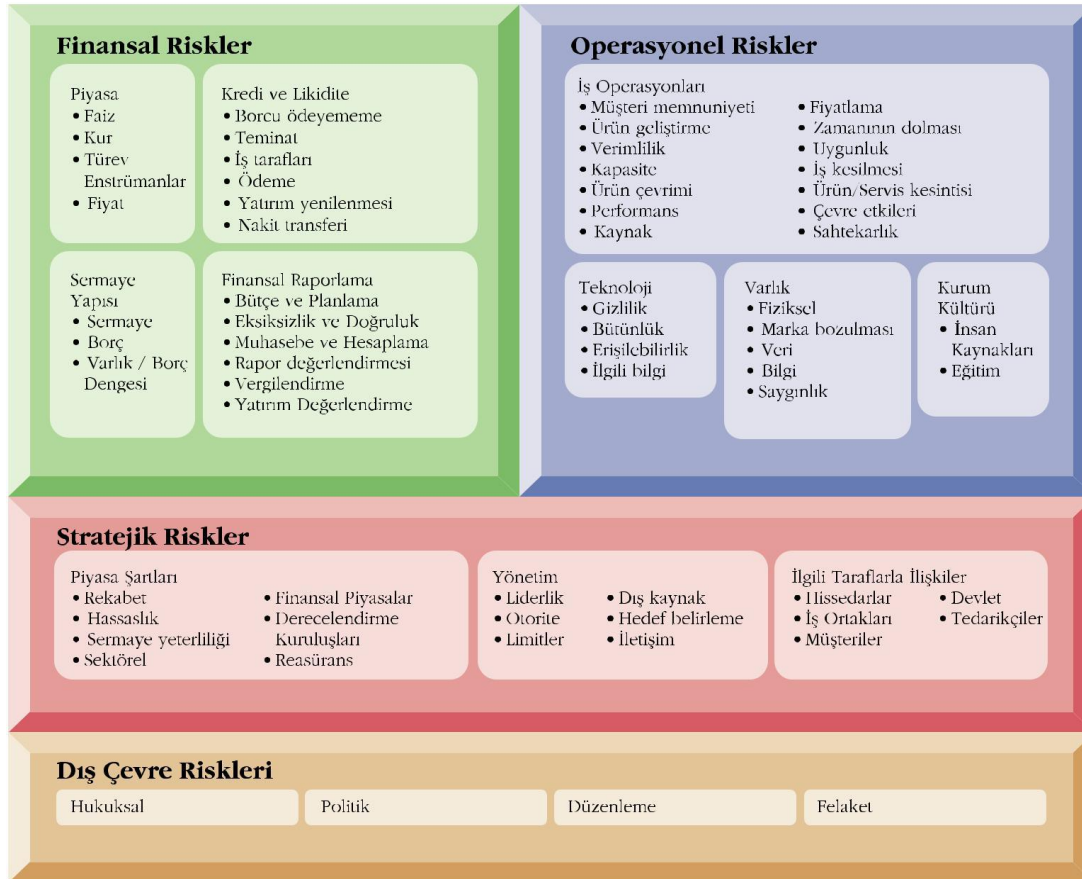 Finansal Riskler
Piyasa
• Faiz
• Kur
• Türev
Enstrümanlar
• Fiyat
Kredi ve Likidite
• Borcu ödeyememe
• Teminat
• İş tarafları
• Ödeme
• Yatırım yenilenmesi
• Nakit transferi
Sermaye
Yapısı
• Sermaye
• Borç
• Varlık / Borç
Dengesi
Finansal Raporlama
• Bütçe ve Planlama
• Eksiksizlik ve Doğruluk
• Muhasebe ve Hesaplama
• Rapor değerlendirmesi
• Vergilendirme
• Yatırım Değerlendirme
Operasyonel Riskler
İş Operasyonları
• Müşteri memnuniyeti
• Ürün geliştirme
• Verimlilik
• Kapasite
• Ürün çevrimi
• Performans
• Kaynak
• Fiyatlama
• Zamanının dolması
• Uygunluk
• İş kesilmesi
• Ürün/Servis kesintisi
• Çevre etkileri
• Sahtekarlık
Teknoloji
• Gizlilik
• Bütünlük
• Erişilebilirlik
• İlgili bilgi
Varlık
• Fiziksel
• Marka bozulması
• Veri
• Bilgi
• Saygınlık
Kurum
Kültürü
• İnsan
Kaynakları
• Eğitim
Stratejik Riskler
Piyasa Şartları
• Rekabet
• Hassaslık
• Sermaye yeterliliği
• Sektörel
• Finansal Piyasalar
• Derecelendirme
Kuruluşları
• Reasürans
Yönetim
• Liderlik
• Otorite
• Limitler
• Dış kaynak
• Hedef belirleme
• İletişim
İlgili Taraflarla İlişkiler
• Hissedarlar
• İş Ortakları
• Müşteriler
• Devlet
• Tedarikçiler
Dış Çevre Riskleri
Hukuksal
Politik
Düzenleme
Felaket